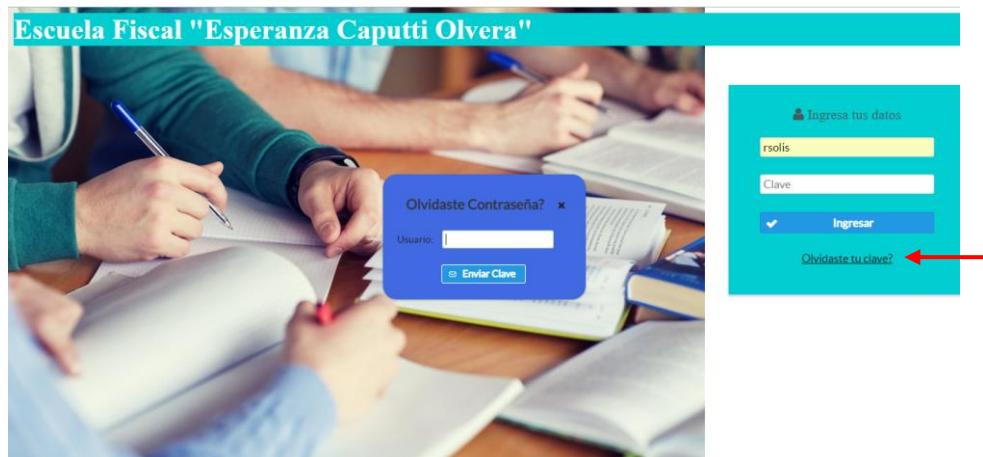 Escuela Fiscal "Esperanza Caputti Olvera"
Olvidaste Contraseña? ×
Usuario:
Enviar Clave
Ingresa tus datos
rsolis
Clave
Ingresar
Olvidaste tu clave?